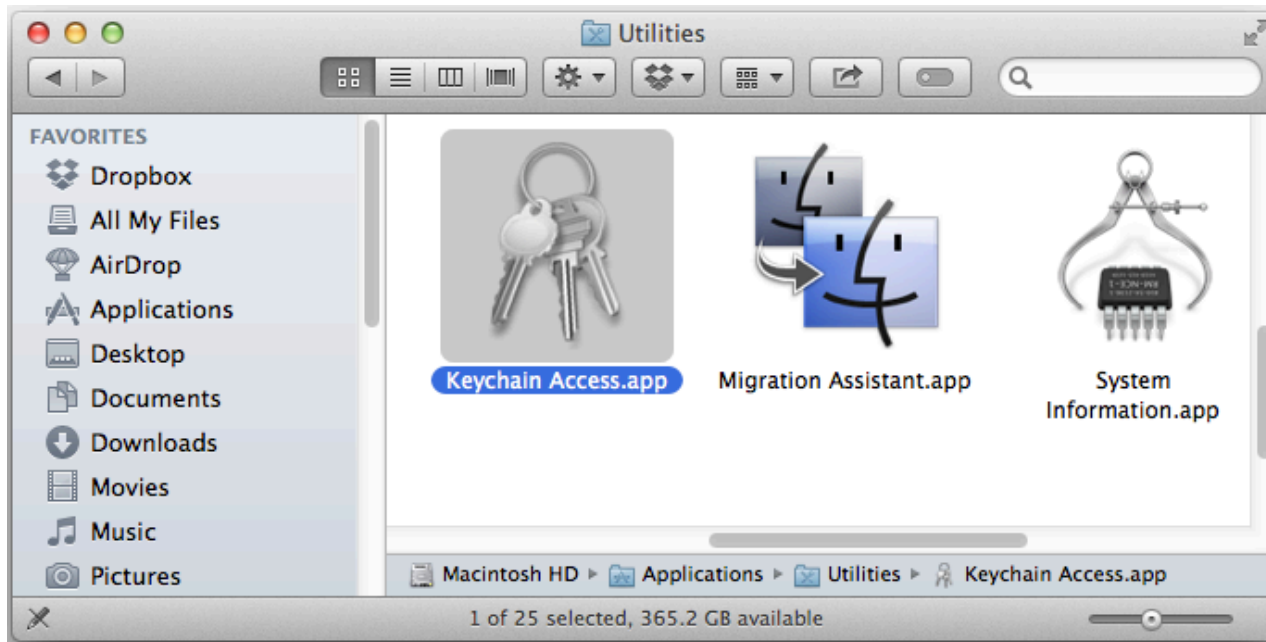 Utilities
FAVORITES
Dropbox
All My Files
AirDrop
Applications
Desktop
Documents
Downloads
Movies
Music
Pictures
Keychain Access.app
Migration Assistant.app
System
Information.app
Macintosh HD ▸ Applications ▸ Utilities ▸ Keychain Access.app
1 of 25 selected, 365.2 GB available